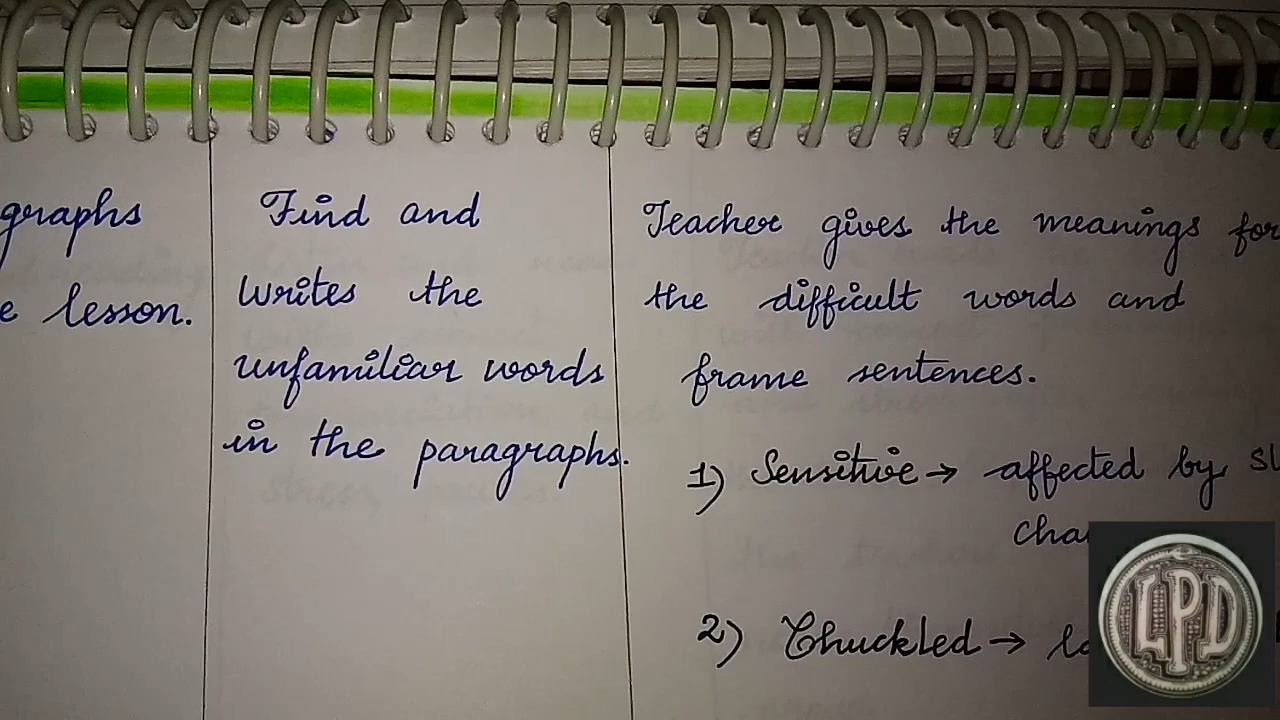 graphs
e lesson.
Find and
Writes the
unfamiliar words
in the paragraphs.
Teacher gives the meanings for
the difficult words and
frame sentences.
1) Sensitive → affected by
2) Chuckled →
LPD